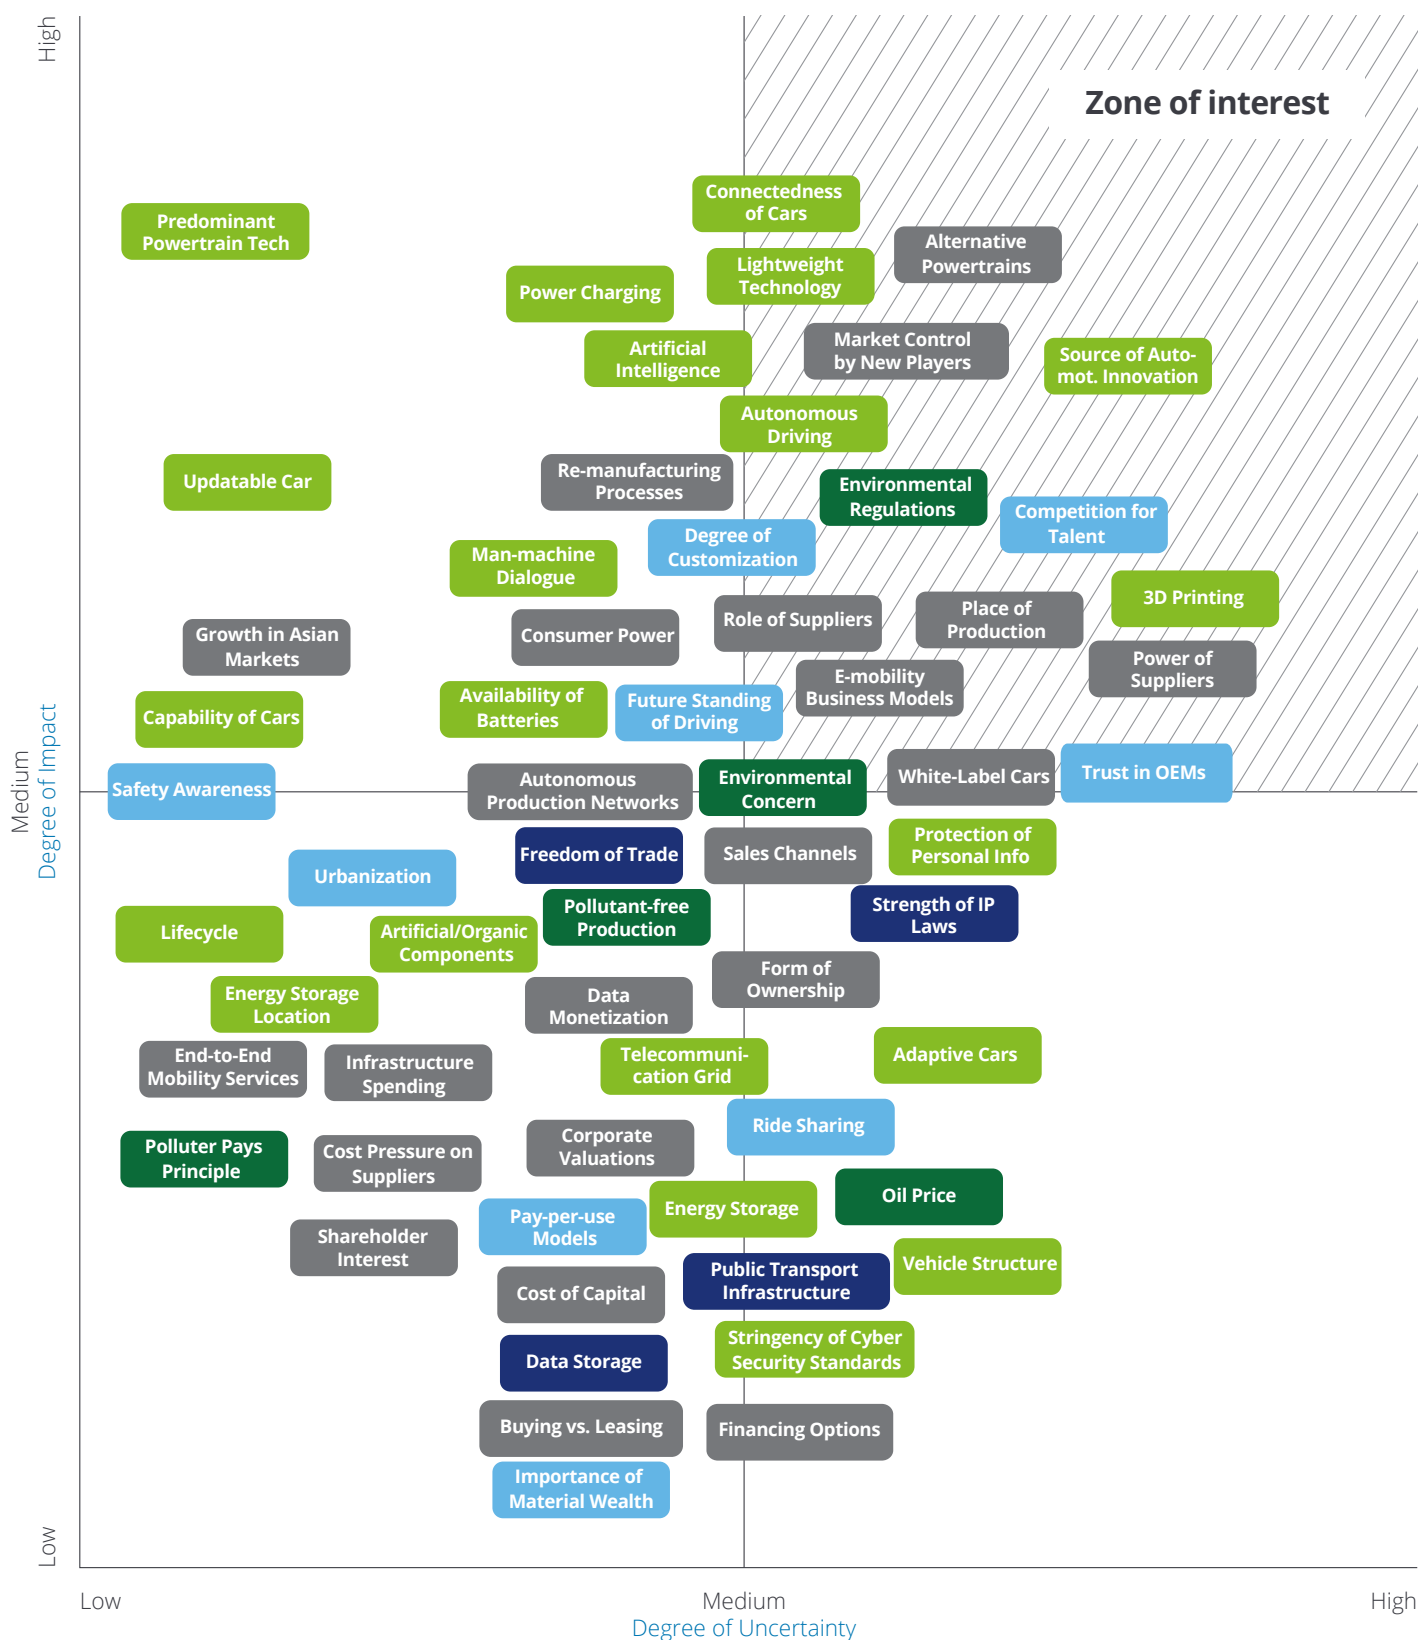 High
Zone of interest
Connectedness
of Cars
Predominant
Powertrain Tech
Alternative
Powertrains
Lightweight
Technology
Power Charging
Market Control
by New Players
Artificial
Intelligence
Source of Auto-
mot. Innovation
Autonomous
Driving
Re-manufacturing
Processes
Updatable Car
Environmental
Regulations
Competition for
Talent
Degree of
Customization
Man-machine
Dialogue
3D Printing
Place of
Production
Role of Suppliers
Consumer Power
Growth in Asian
Markets
Power of
Suppliers
E-mobility
Business Models
Availability of
Batteries
Future Standing
of Driving
Capability of Cars
Medium
Degree of Impact
Safety Awareness
Autonomous
Production Networks
Environmental
Concern
White-Label Cars
Trust in OEMs
Freedom of Trade
Sales Channels
Protection of
Personal Info
Urbanization
Pollutant-free
Production
Strength of IP
Laws
Lifecycle
Artificial/Organic
Components
Form of
Ownership
Energy Storage
Location
Data
Monetization
End-to-End
Mobility Services
Infrastructure
Spending
Telecommuni-
cation Grid
Adaptive Cars
Ride Sharing
Polluter Pays
Principle
Cost Pressure on
Suppliers
Corporate
Valuations
Oil Price
Energy Storage
Pay-per-use
Models
Shareholder
Interest
Vehicle Structure
Public Transport
Infrastructure
Cost of Capital
Stringency of Cyber
Security Standards
Data Storage
Buying vs. Leasing
Financing Options
Importance of
Material Wealth
Low
Low
Medium
High
Degree of Uncertainty